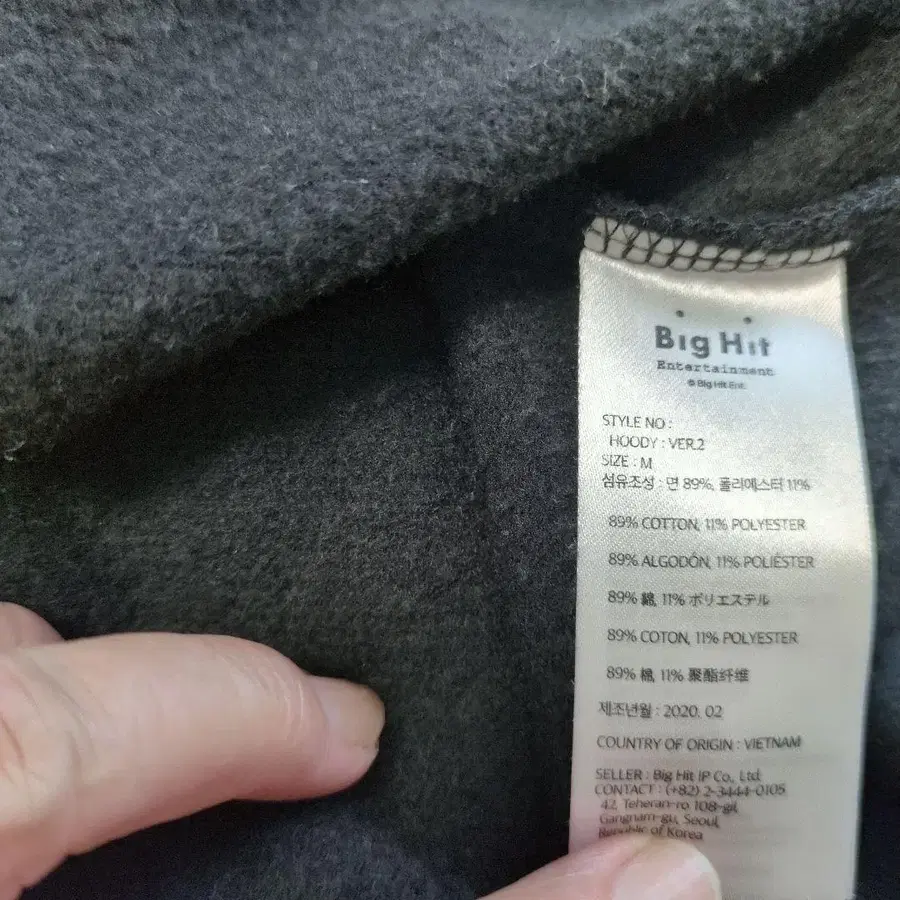 Big Hit
Entertainment
© Big Hit Ent.
STYLE NO :
HOODY : VER.2
SIZE : M
섬유조성 : 면 89%, 폴리에스터 11%
89% COTTON, 11% POLYESTER
89% ALGODÓN, 11% POLIÉSTER
89% 綿, 11% ポリエステル
89% COTON, 11% POLYESTER
89% 棉, 11% 聚酯纤维
제조년월 : 2020. 02
COUNTRY OF ORIGIN : VIETNAM
SELLER : Big Hit IP Co., Ltd.
CONTACT : (+82) 2-3444-0105
42, Teheran-ro 108-gil,
Gangnam-gu, Seoul,
Republic of Korea